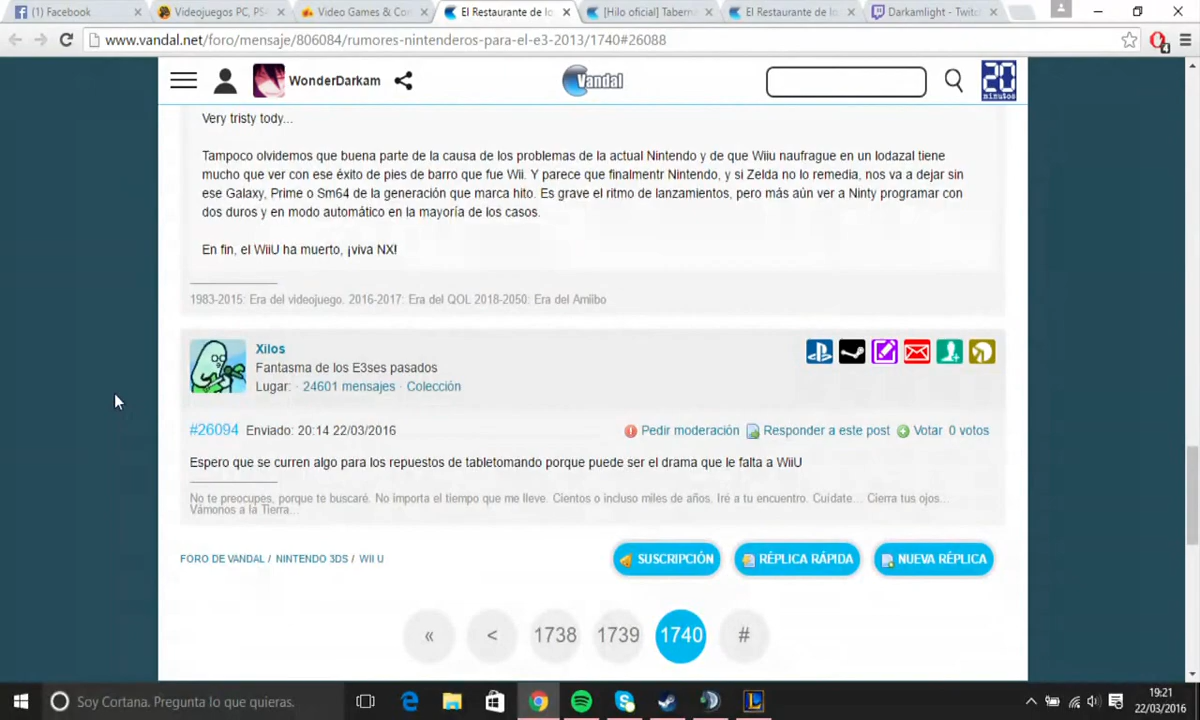 (1) Facebook
Videojuegos PC, PS
Video Games & Con
El Restaurante de lo
[Hilo oficial] Tabern
El Restaurante de lo
Darkamlight - Twitch
www.vandal.net/foro/mensaje/806084/rumores-nintenderos-para-el-e3-2013/1740#26088
4
WonderDarkam
Vandal
20
minutos
Very tristy tody...
Tampoco olvidemos que buena parte de la causa de los problemas de la actual Nintendo y de que Wiiu naufrague en un lodazal tiene
mucho que ver con ese éxito de pies de barro que fue Wii. Y parece que finalmentr Nintendo, y si Zelda no lo remedia, nos va a dejar sin
ese Galaxy, Prime o Sm64 de la generación que marca hito. Es grave el ritmo de lanzamientos, pero más aún ver a Ninty programar con
dos duros y en modo automático en la mayoría de los casos.
En fin, el WiiU ha muerto, ¡viva NX!
1983-2015: Era del videojuego. 2016-2017: Era del QOL 2018-2050: Era del Amiibo
Xilos
Fantasma de los E3ses pasados
Lugar: · 24601 mensajes · Colección
#26094 Enviado: 20:14 22/03/2016 Pedir moderación Responder a este post Votar 0 votos
Espero que se curren algo para los repuestos de tabletomando porque puede ser el drama que le falta a WiiU
No te preocupes, porque te buscaré. No importa el tiempo que me lleve. Cientos o incluso miles de años. Iré a tu encuentro. Cuídate... Cierra tus ojos...
Vámonos a la Tierra...
FORO DE VANDAL / NINTENDO 3DS / WII U
SUSCRIPCIÓN RÉPLICA RÁPIDA NUEVA RÉPLICA
« < 1738 1739 1740 #
Soy Cortana. Pregunta lo que quieras.
19:21
22/03/2016